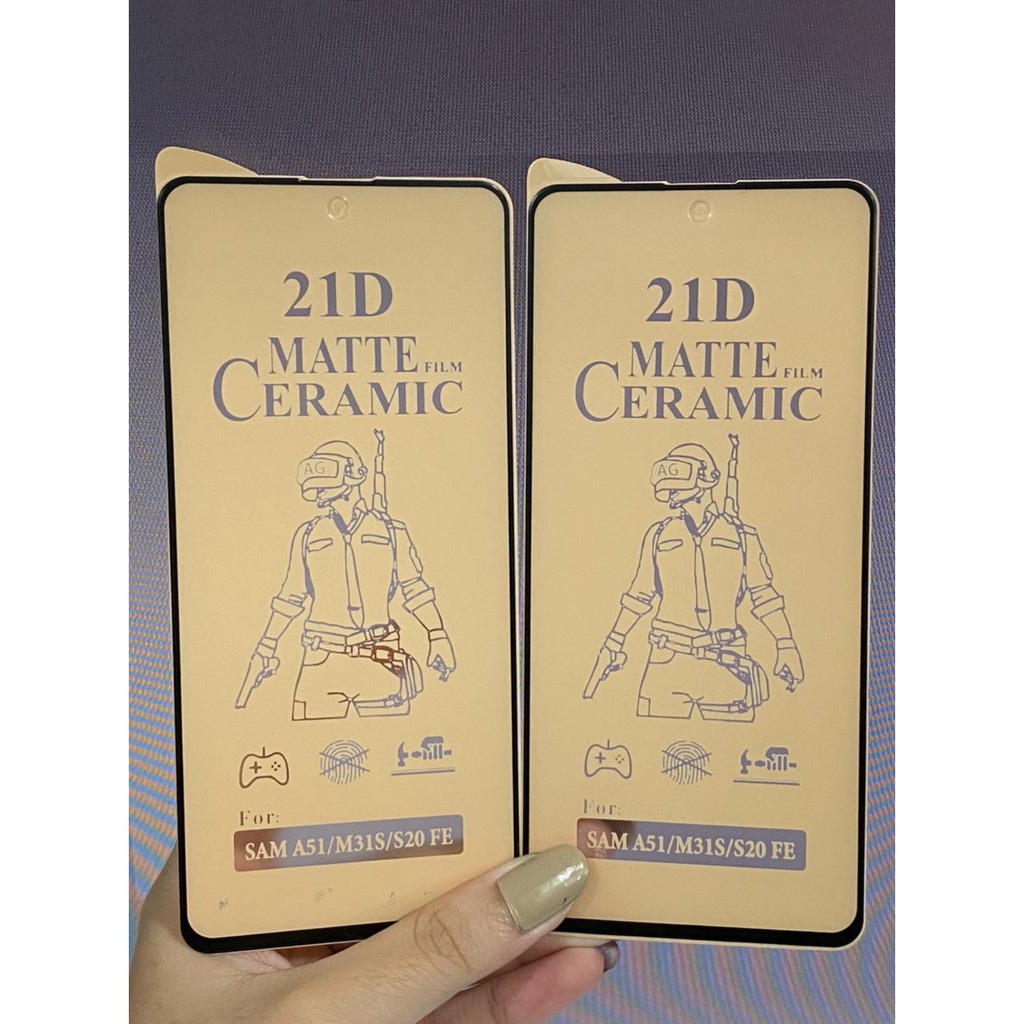 21D
MATTE FILM
CERAMIC
AG
For:
SAM A51/M31S/S20 FE
21D
MATTE FILM
CERAMIC
AG
For:
SAM A51/M31S/S20 FE